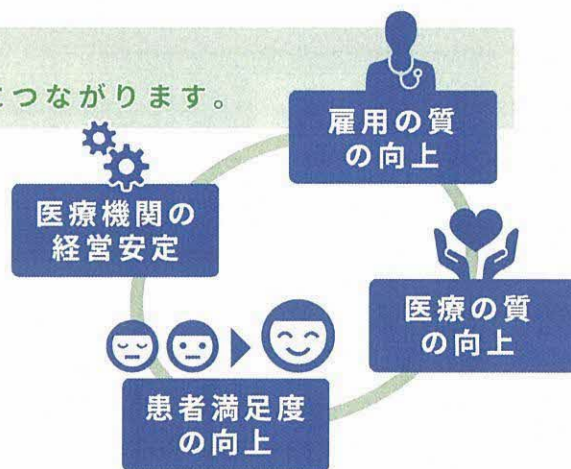 につながります。
雇用の質
の向上
医療の質
の向上
患者満足度
の向上
医療機関の
経営安定